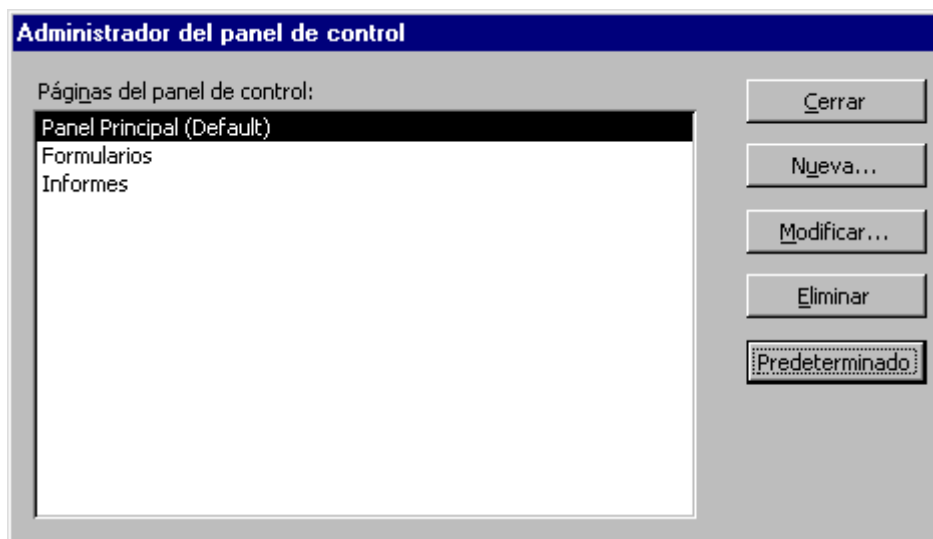 Administrador del panel de control
Páginas del panel de control:
Panel Principal (Default)
Formularios
Informes
Cerrar
Nueva...
Modificar...
Eliminar
Predeterminado